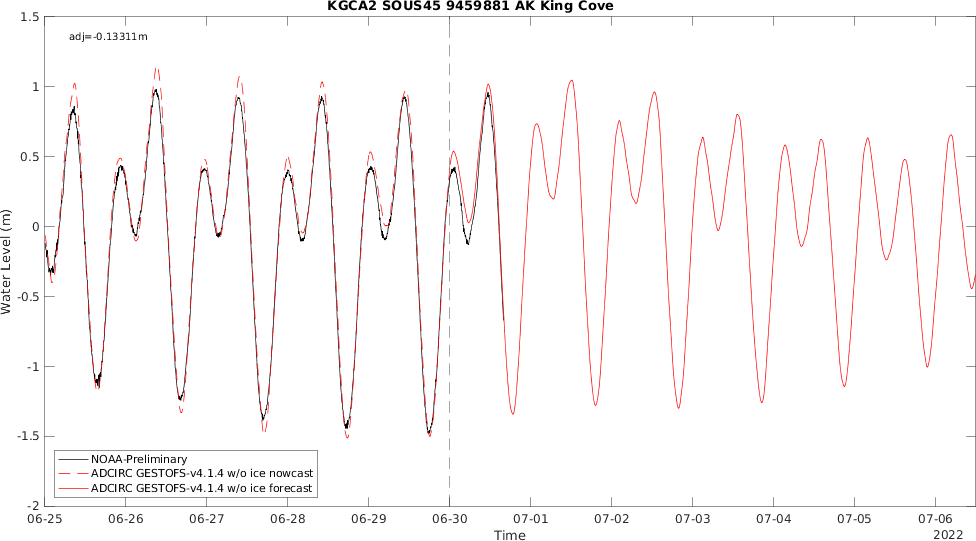 KGCA2 SOUS45 9459881 AK King Cove
adj=-0.13311m
1.5
1
0.5
0
-0.5
-1
-1.5
-2
Water Level (m)
NOAA-Preliminary
ADCIRC GESTOFS-v4.1.4 w/o ice nowcast
ADCIRC GESTOFS-v4.1.4 w/o ice forecast
06-25 06-26 06-27 06-28 06-29 06-30 07-01 07-02 07-03 07-04 07-05 07-06
Time
2022